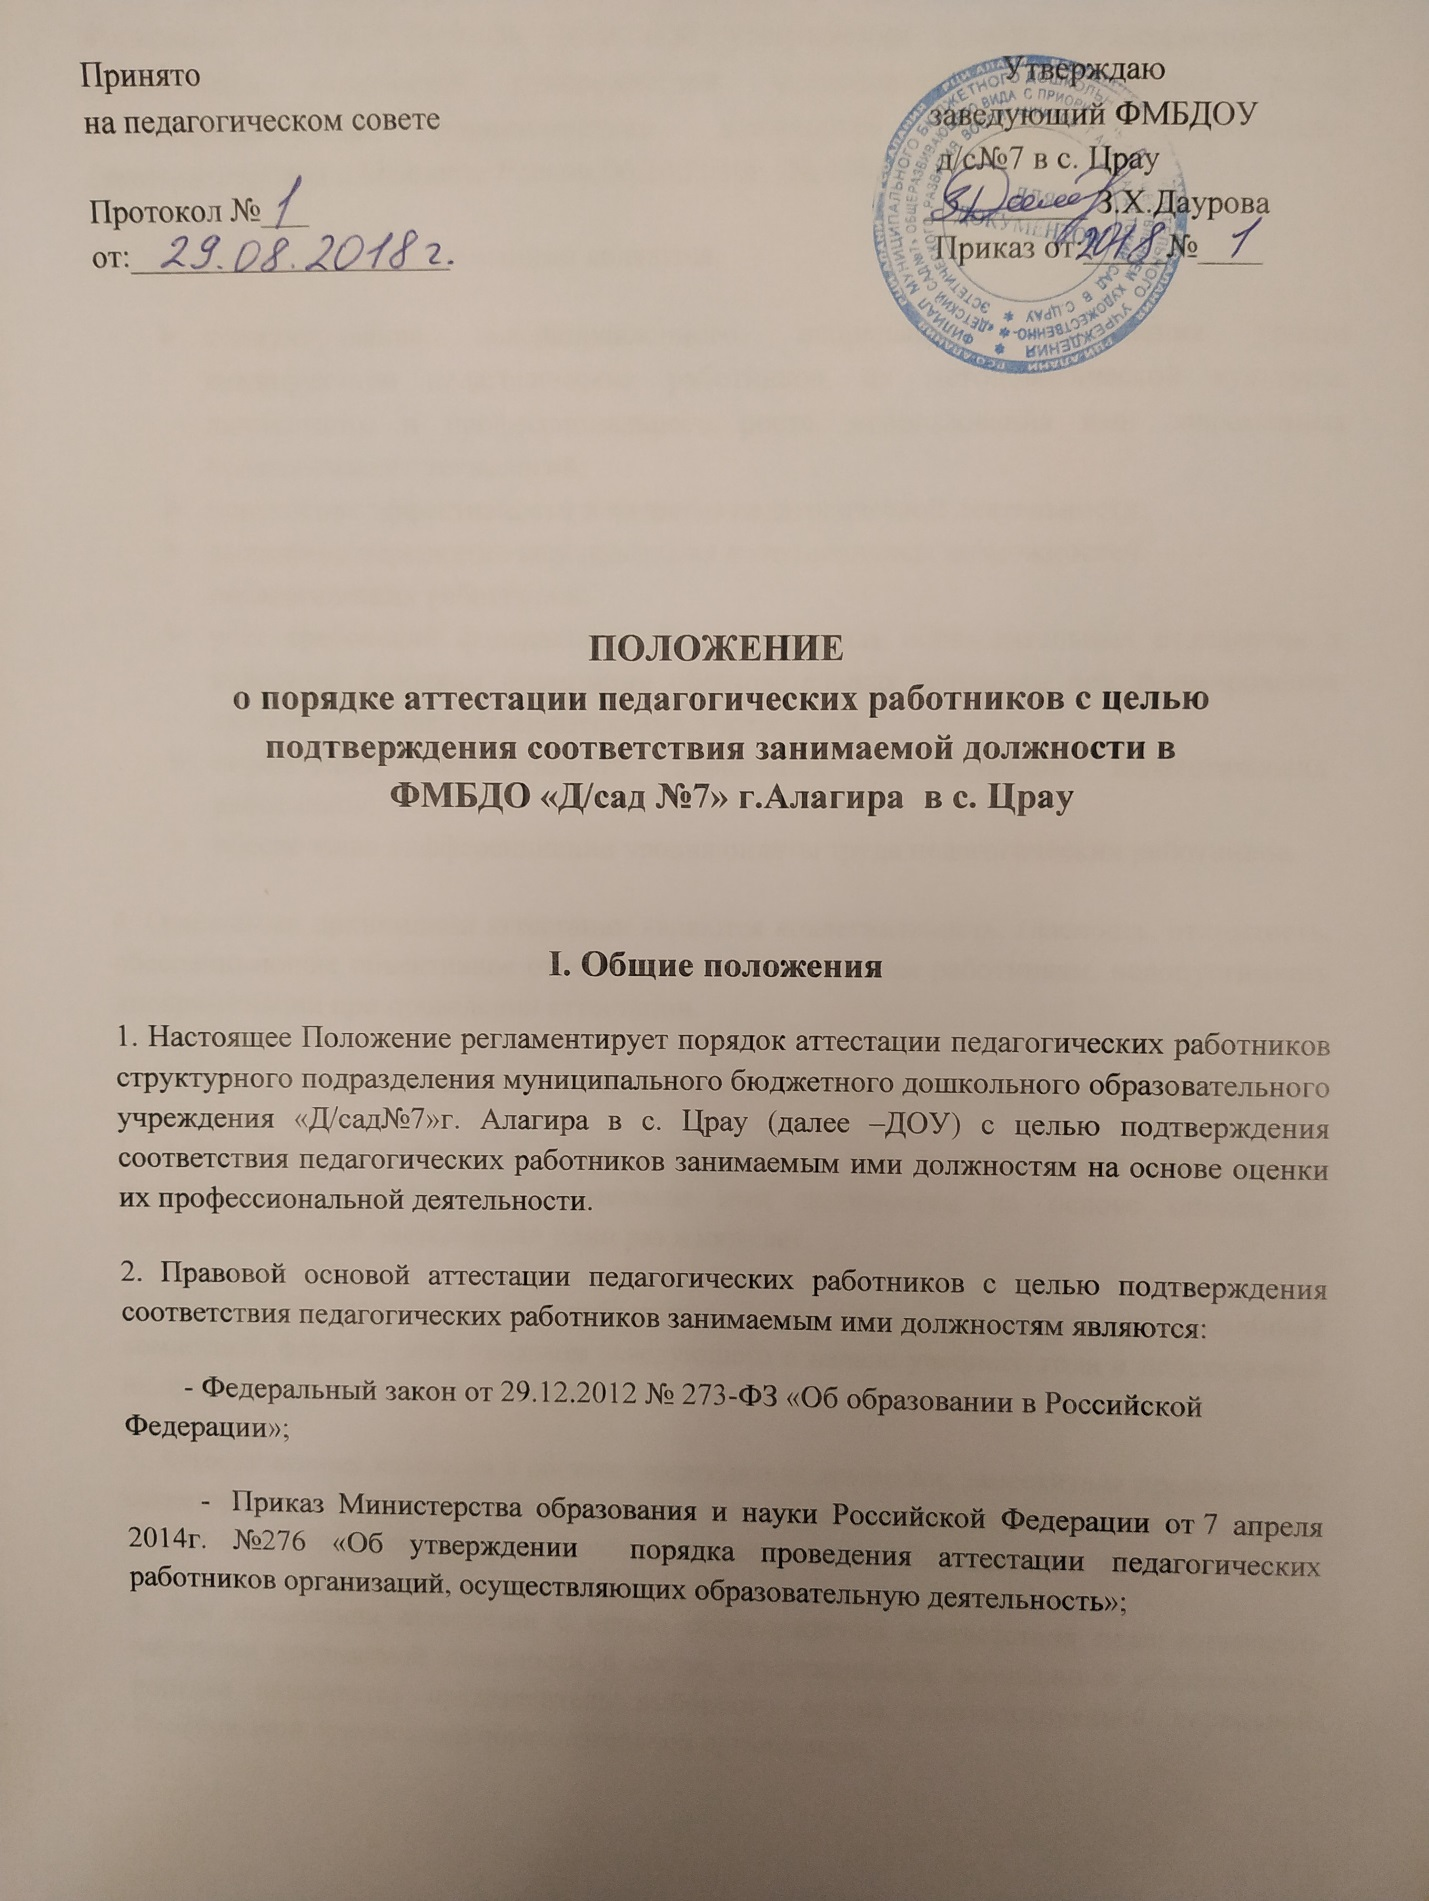 Принято
на педагогическом совете
Протокол № 1
от: 29.08.2018г.
Утверждаю
заведующий ФМБДОУ
д/с№7 в с. Црау
З.Х.Даурова
Приказ от 2018 № 1
ПОЛОЖЕНИЕ
о порядке аттестации педагогических работников с целью
подтверждения соответствия занимаемой должности в
ФМБДО «Д/сад №7» г.Алагира в с. Црау
I. Общие положения
1. Настоящее Положение регламентирует порядок аттестации педагогических работников
структурного подразделения муниципального бюджетного дошкольного образовательного
учреждения «Д/сад№7»г. Алагира в с. Црау (далее –ДОУ) с целью подтверждения
соответствия педагогических работников занимаемым ими должностям на основе оценки
их профессиональной деятельности.
2. Правовой основой аттестации педагогических работников с целью подтверждения
соответствия педагогических работников занимаемым ими должностям являются:
- Федеральный закон от 29.12.2012 № 273-ФЗ «Об образовании в Российской
Федерации»;
- Приказ Министерства образования и науки Российской Федерации от 7 апреля
2014г. №276 «Об утверждении порядка проведения аттестации педагогических
работников организаций, осуществляющих образовательную деятельность»;